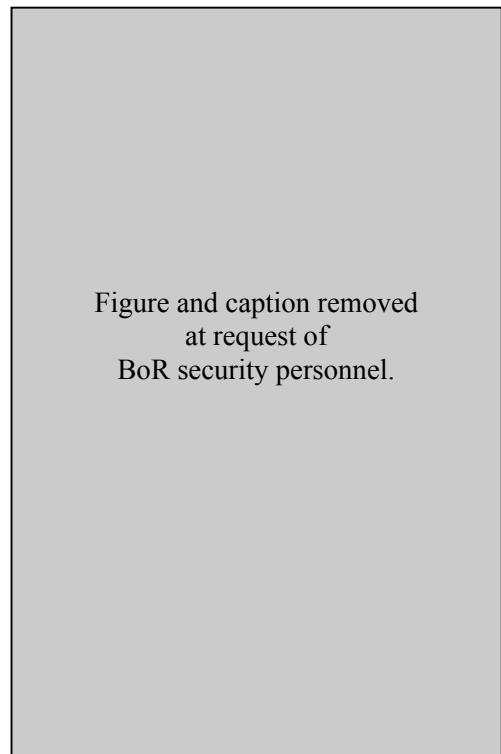 Figure and caption removed
at request of
BoR security personnel.